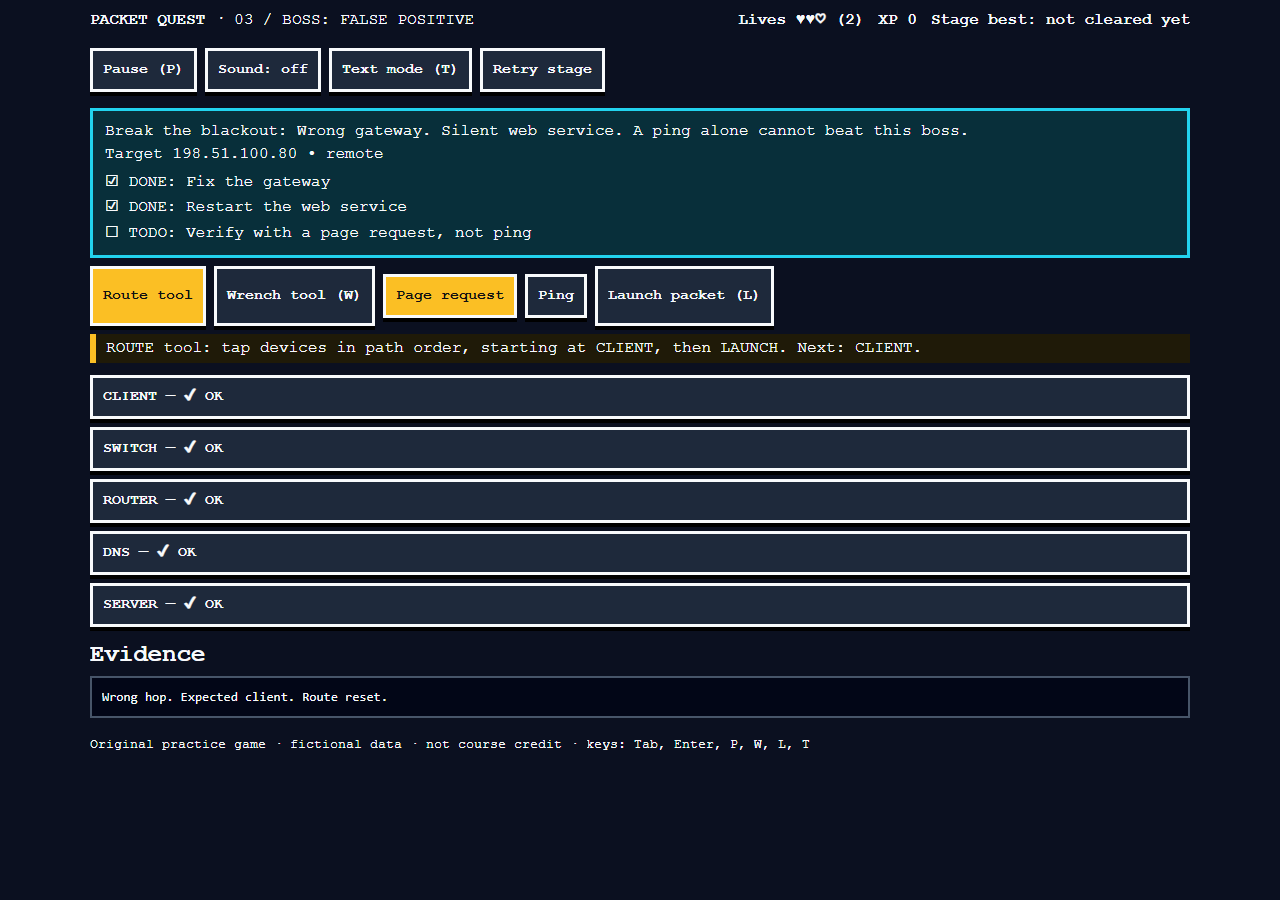 PACKET QUEST · 03 / BOSS: FALSE POSITIVE
Lives ♥♥♡ (2) XP 0 Stage best: not cleared yet
Pause (P) Sound: off Text mode (T) Retry stage
Break the blackout: Wrong gateway. Silent web service. A ping alone cannot beat this boss.
Target 198.51.100.80 • remote
☑ DONE: Fix the gateway
☑ DONE: Restart the web service
☐ TODO: Verify with a page request, not ping
Route tool Wrench tool (W) Page request Ping Launch packet (L)
ROUTE tool: tap devices in path order, starting at CLIENT, then LAUNCH. Next: CLIENT.
CLIENT — ✓ OK
SWITCH — ✓ OK
ROUTER — ✓ OK
DNS — ✓ OK
SERVER — ✓ OK
Evidence
Wrong hop. Expected client. Route reset.
Original practice game · fictional data · not course credit · keys: Tab, Enter, P, W, L, T